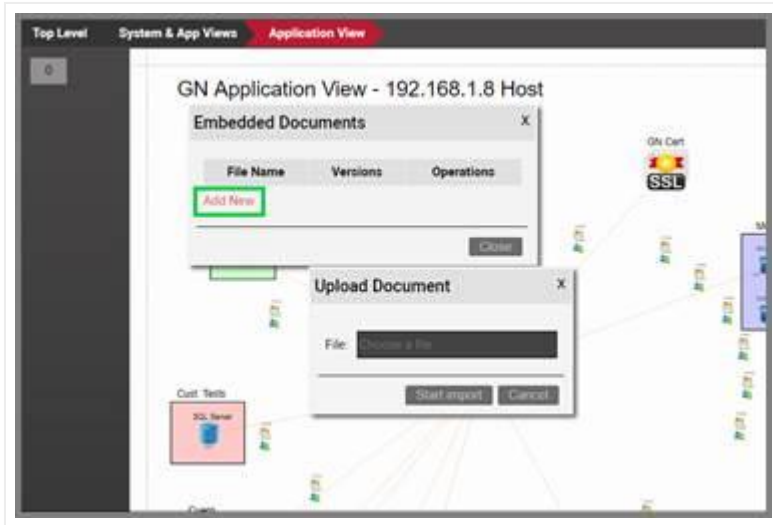 Top Level System & App Views Application View
0
GN Application View - 192.168.1.8 Host
Embedded Documents X
File Name Versions Operations
Add New
Close
GN Cert
SSL
Upload Document X
File: Choose a file
Start import Cancel
Cust. Tests
SQL Server